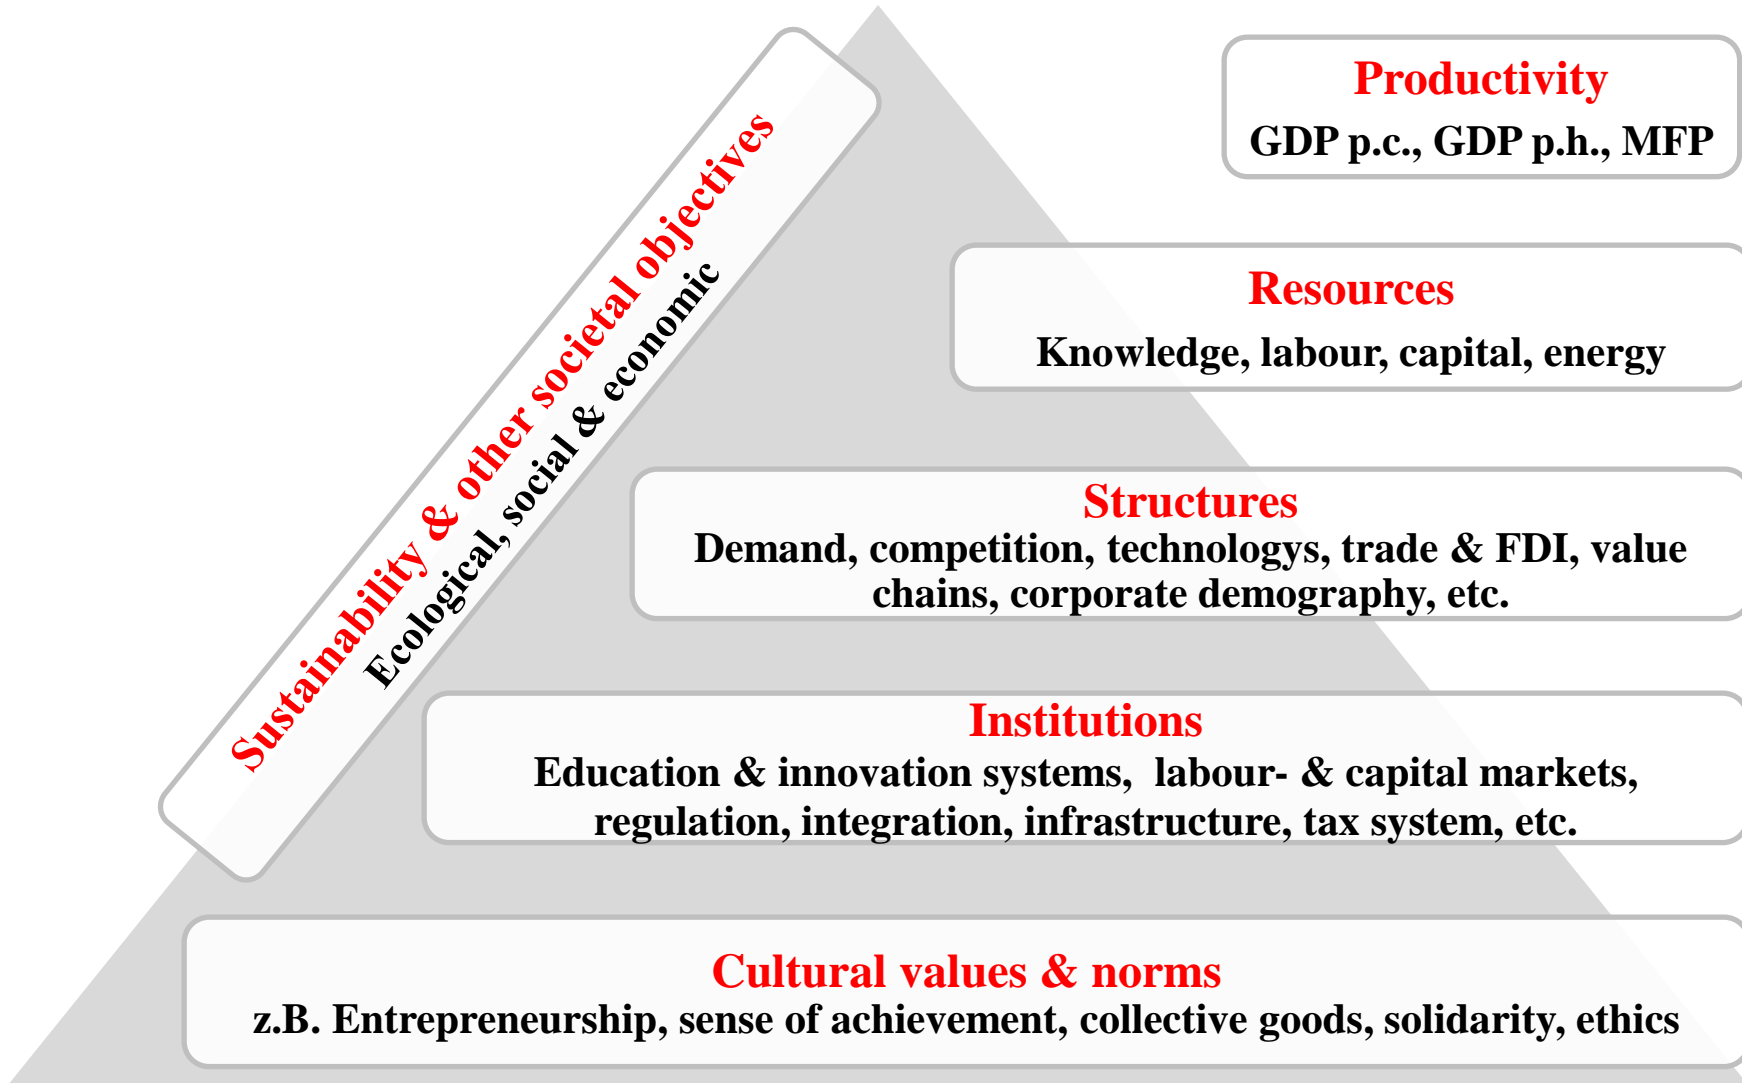 Productivity
GDP p.c., GDP p.h., MFP
Sustainability & other societal objectives
Ecological, social & economic
Resources
Knowledge, labour, capital, energy
Structures
Demand, competition, technologys, trade & FDI, value
chains, corporate demography, etc.
Institutions
Education & innovation systems,  labour- & capital markets,
regulation, integration, infrastructure, tax system, etc.
Cultural values & norms
z.B. Entrepreneurship, sense of achievement, collective goods, solidarity, ethics